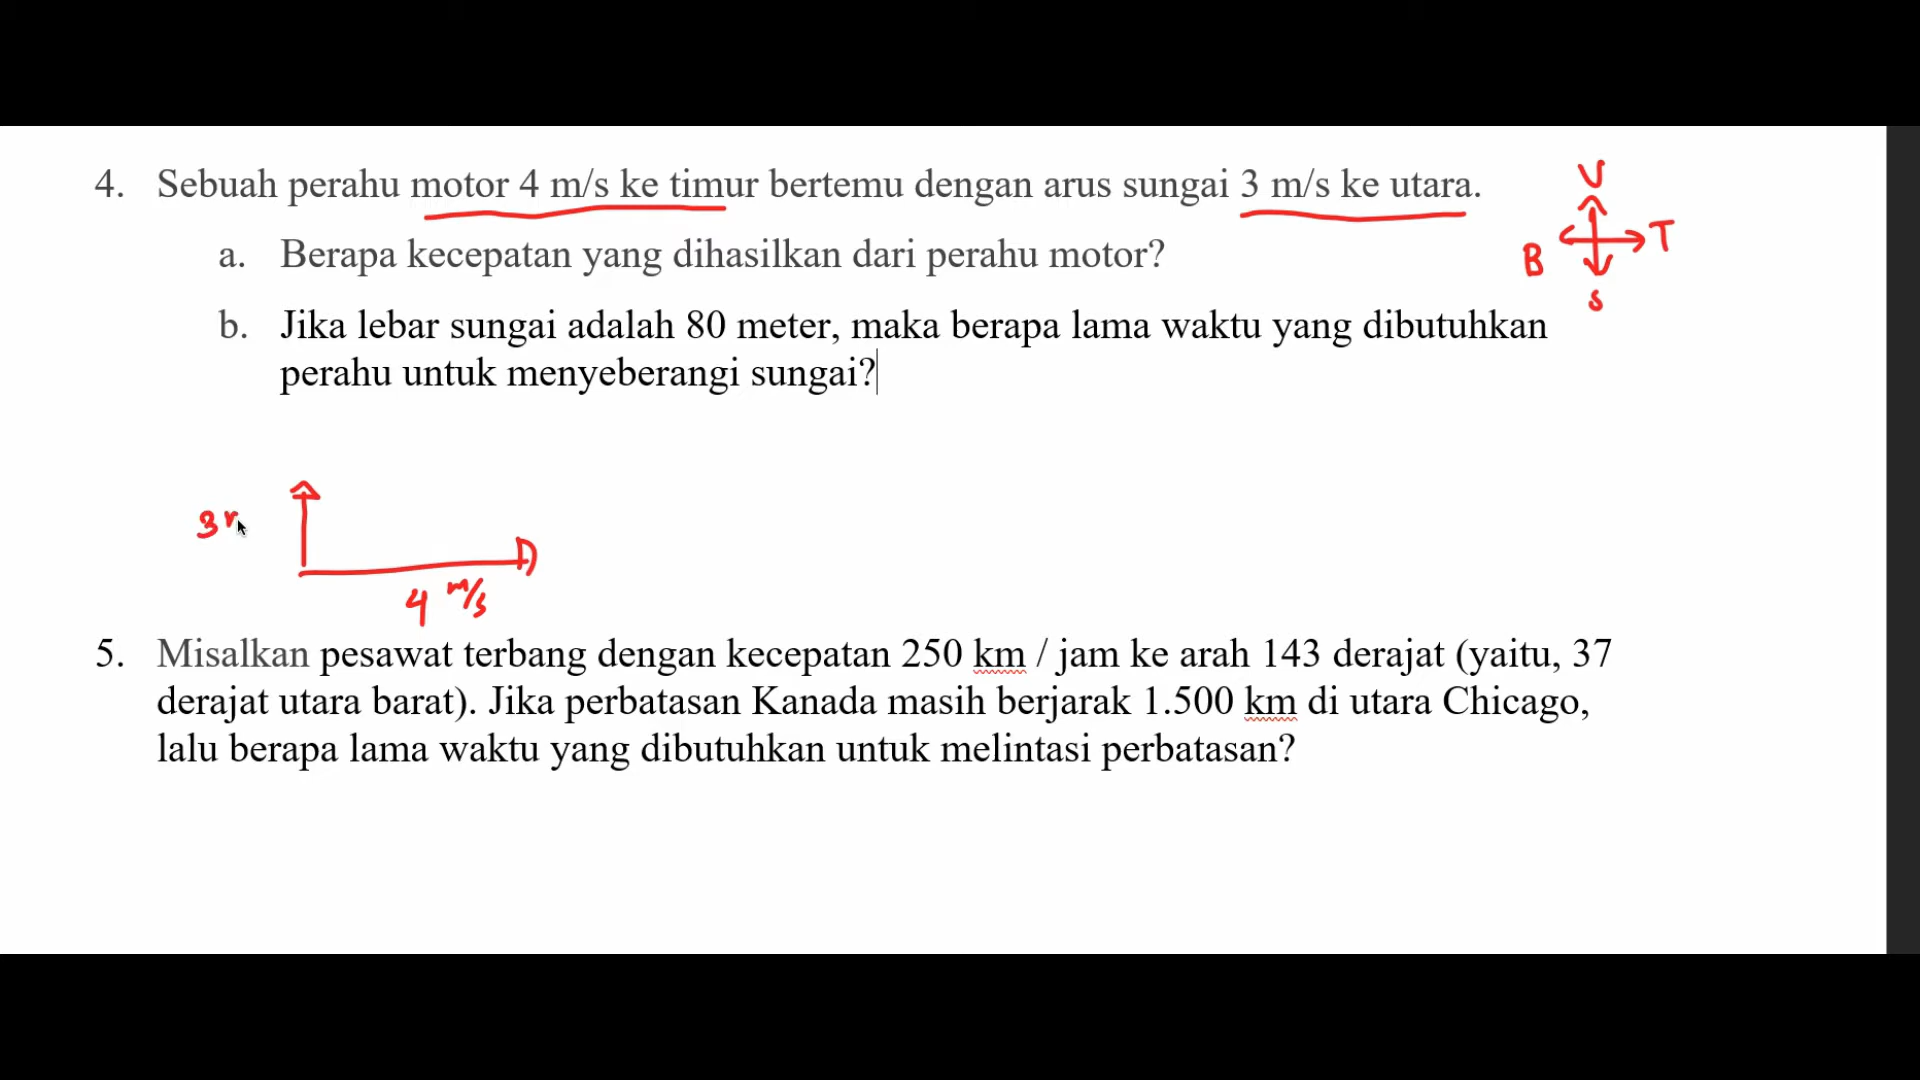 4. Sebuah perahu motor 4 m/s ke timur bertemu dengan arus sungai 3 m/s ke utara.
a. Berapa kecepatan yang dihasilkan dari perahu motor?
b. Jika lebar sungai adalah 80 meter, maka berapa lama waktu yang dibutuhkan
perahu untuk menyeberangi sungai?
U
B T
S
3
4 m/s
5. Misalkan pesawat terbang dengan kecepatan 250 km / jam ke arah 143 derajat (yaitu, 37
derajat utara barat). Jika perbatasan Kanada masih berjarak 1.500 km di utara Chicago,
lalu berapa lama waktu yang dibutuhkan untuk melintasi perbatasan?